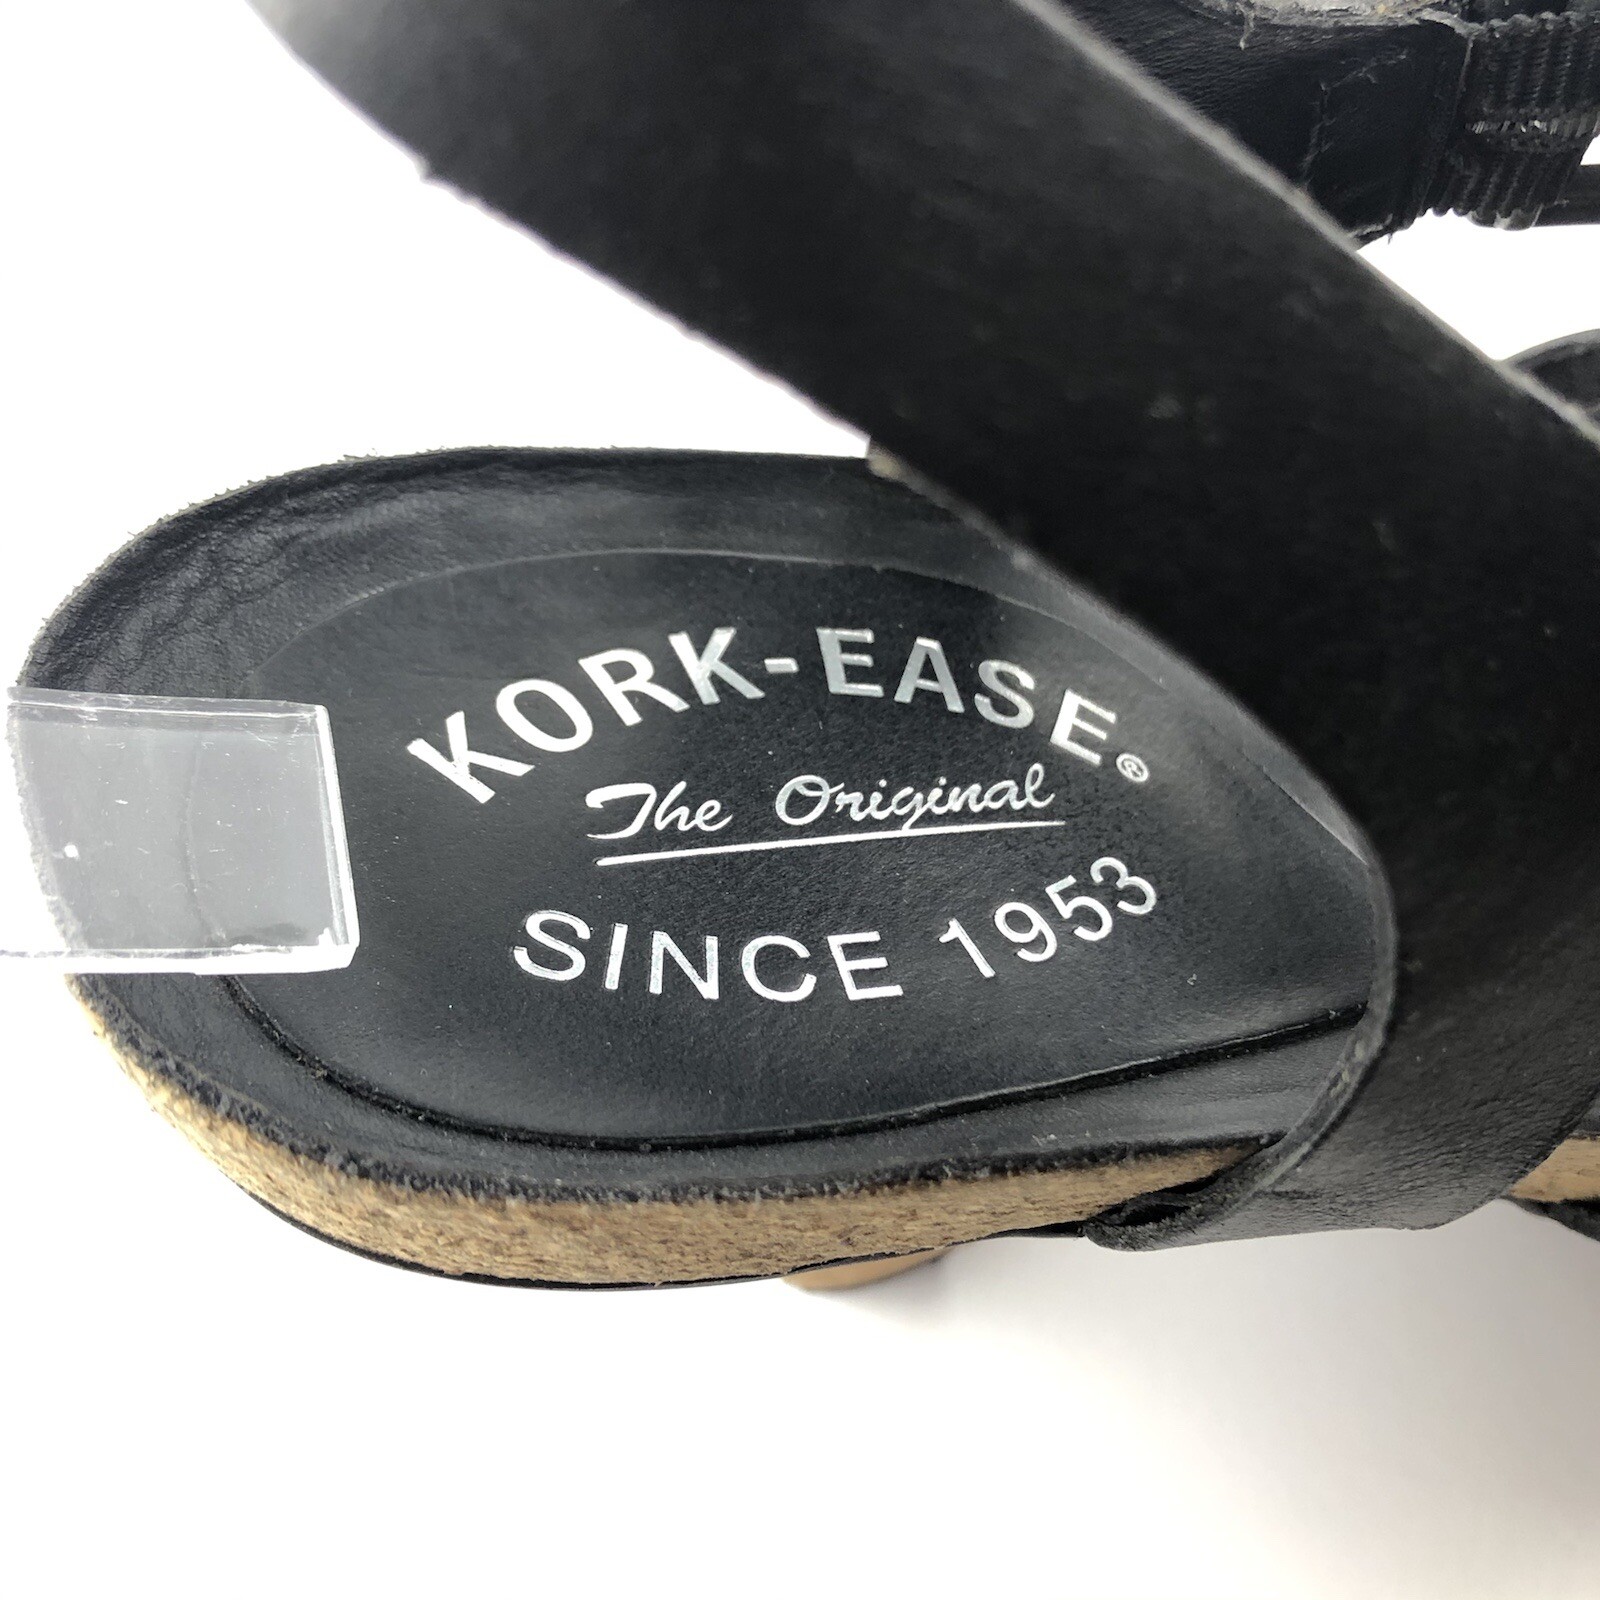 KORK-EASE®
The Original
SINCE 1953